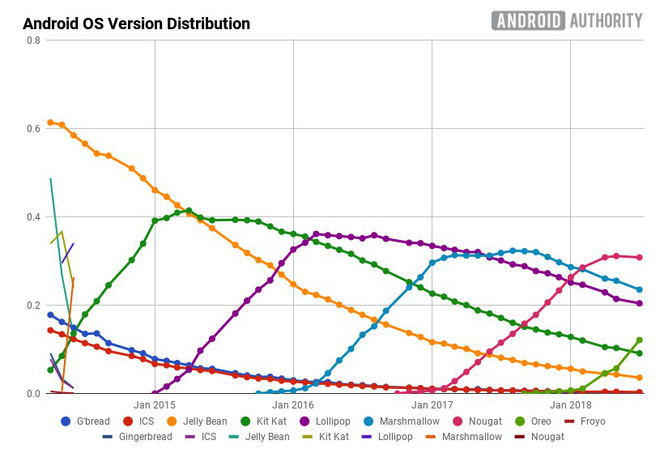 Android OS Version Distribution
ANDROID AUTHORITY
0.8
0.6
0.4
0.2
0.0
Jan 2015 Jan 2016 Jan 2017 Jan 2018
G'bread ICS Jelly Bean Kit Kat Lollipop Marshmallow Nougat Oreo Froyo
Gingerbread ICS Jelly Bean Kit Kat Lollipop Marshmallow Nougat